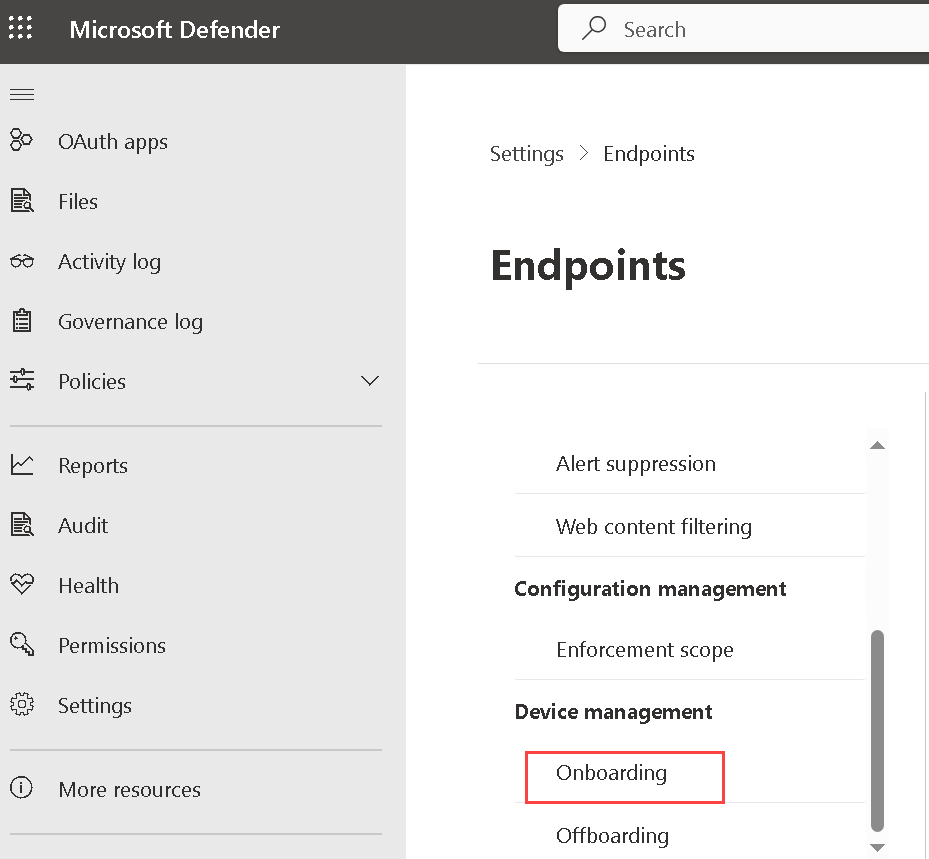 Microsoft Defender
Search
OAuth apps
Files
Activity log
Governance log
Policies
Reports
Audit
Health
Permissions
Settings
More resources
Settings > Endpoints
Endpoints
Alert suppression
Web content filtering
Configuration management
Enforcement scope
Device management
Onboarding
Offboarding